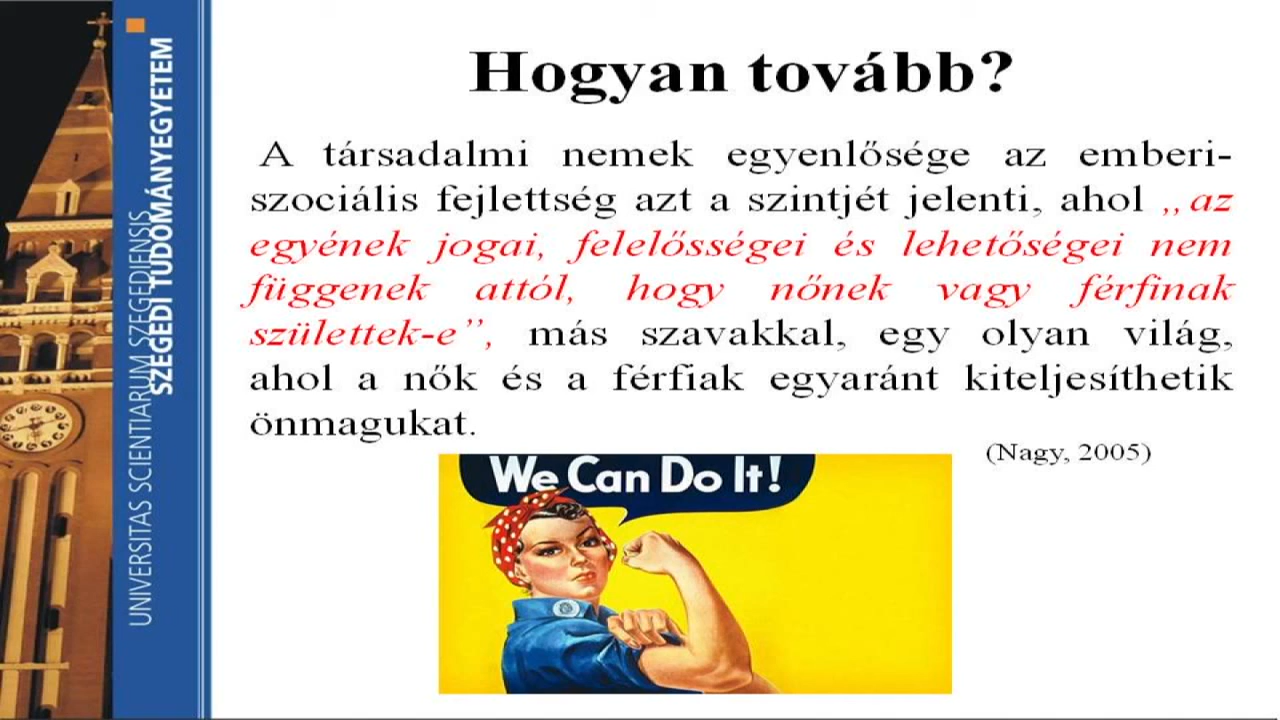 Hogyan tovább?
A társadalmi nemek egyenlősége az emberi-
szociális fejlettség azt a szintjét jelenti, ahol „az
egyének jogai, felelősségei és lehetőségei nem
függenek attól, hogy nőnek vagy férfinak
születtek-e”, más szavakkal, egy olyan világ,
ahol a nők és a férfiak egyaránt kiteljesíthetik
önmagukat.
(Nagy, 2005)
We Can Do It!
UNIVERSITAS SCIENTIARUM SZEGEDIENSIS
SZEGEDI TUDOMÁNYEGYETEM